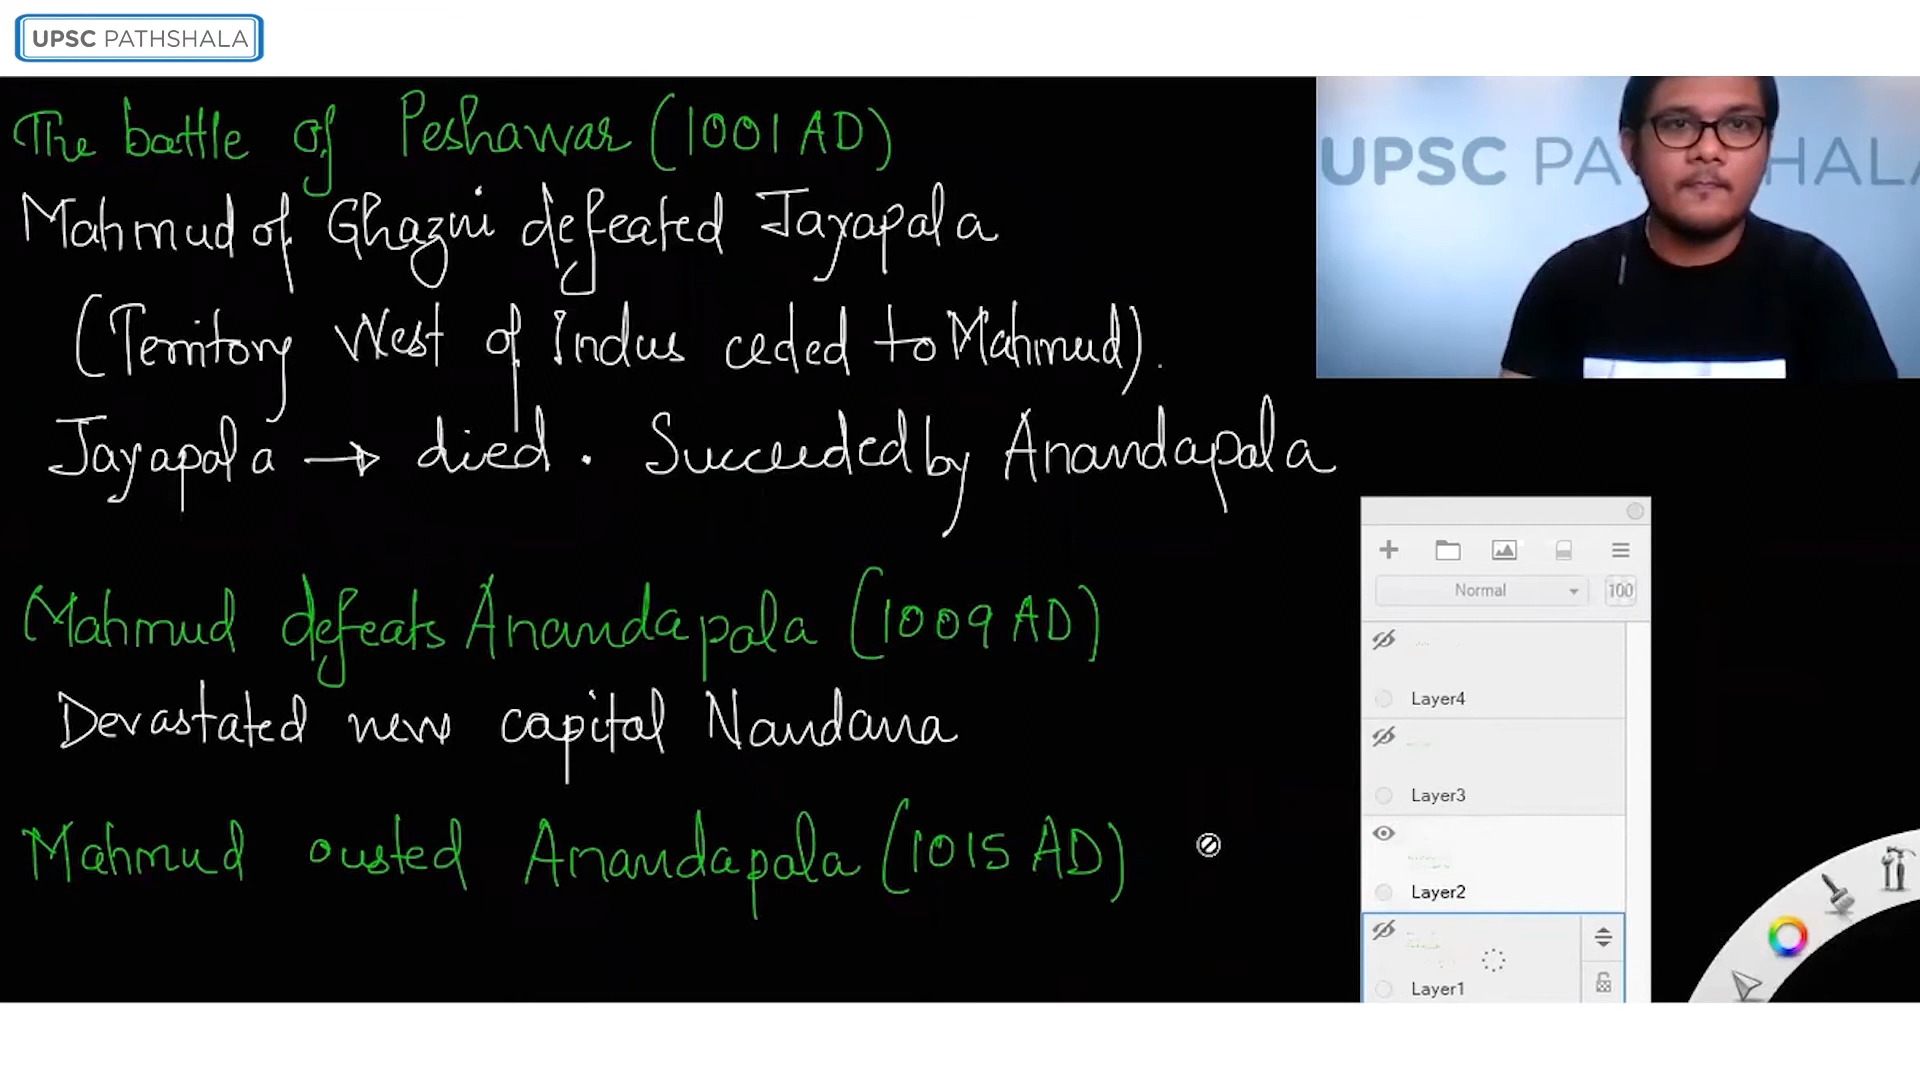 UPSC PATHSHALA
The battle of Peshawar (1001 AD)
Mahmud of Ghazni defeated Jayapala
(Territory West of Indus ceded to Mahmud).
Jayapala → died. Succeeded by Anandapala
Mahmud defeats Anandapala (1009 AD)
Devastated new capital Nandana
Mahmud ousted Anandapala (1015 AD)
UPSC PATHSHALA
Normal 100
Layer4
Layer3
Layer2
Layer1